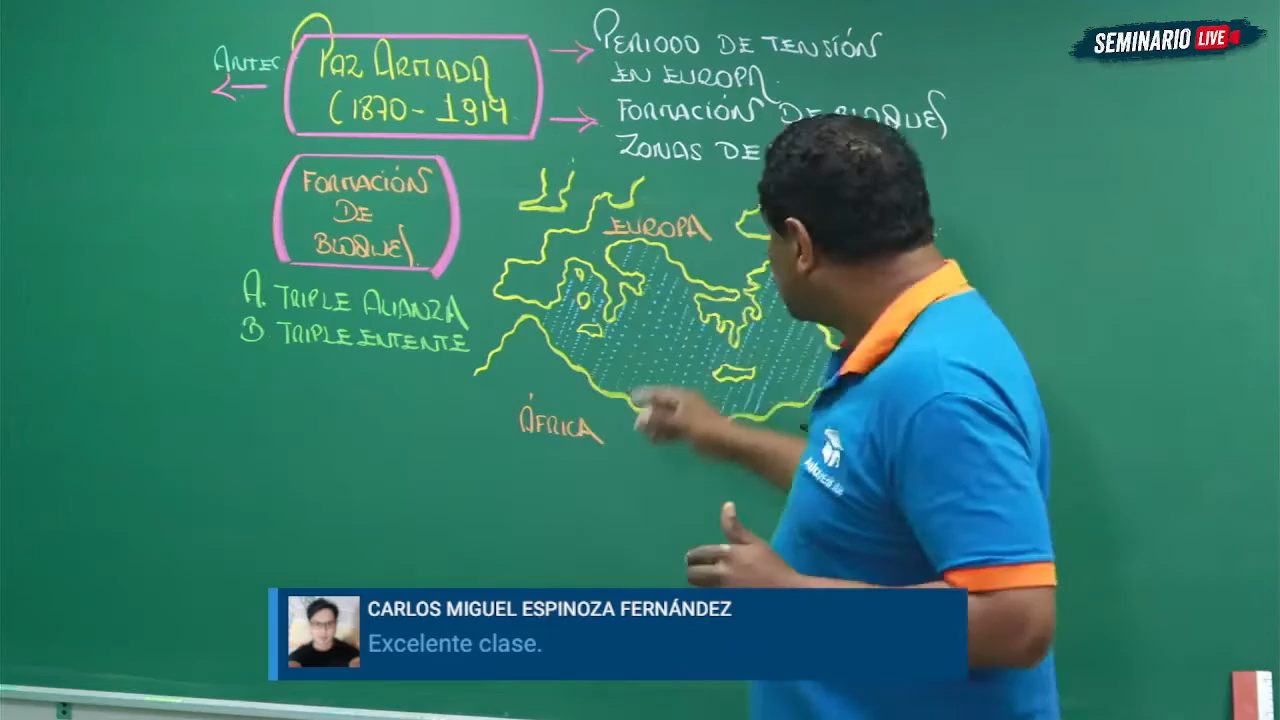 SEMINARIO LIVE
ANTEC
PAZ ARMADA
(1870 - 1914
PERIODO DE TENSIÓN
EN EUROPA.
FORMACIÓN DE BLOQUES
ZONAS DE
FORMACIÓN
DE
BLOQUES
EUROPA
A. TRIPLE ALIANZA
B. TRIPLE ENTENTE
ÁFRICA
CARLOS MIGUEL ESPINOZA FERNÁNDEZ
Excelente clase.